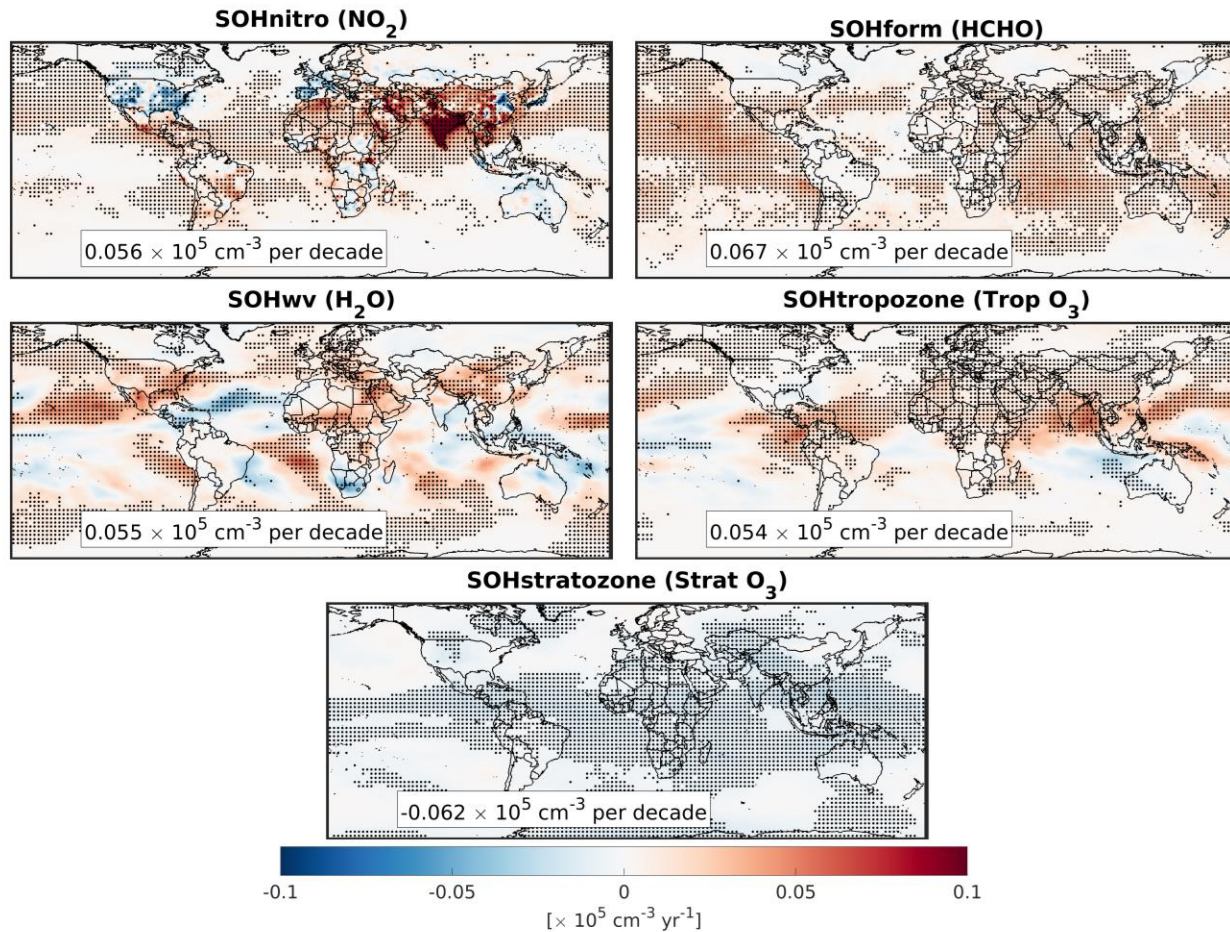 SOHnitro (NO2)
SOHform (HCHO)
0.056 × 10^5 cm^-3 per decade
0.067 × 10^5 cm^-3 per decade
SOHwv (H2O)
SOHtropozone (Trop O3)
0.055 × 10^5 cm^-3 per decade
0.054 × 10^5 cm^-3 per decade
SOHstratozone (Strat O3)
-0.062 × 10^5 cm^-3 per decade
-0.1 -0.05 0 0.05 0.1
[× 10^5 cm^-3 yr^-1]